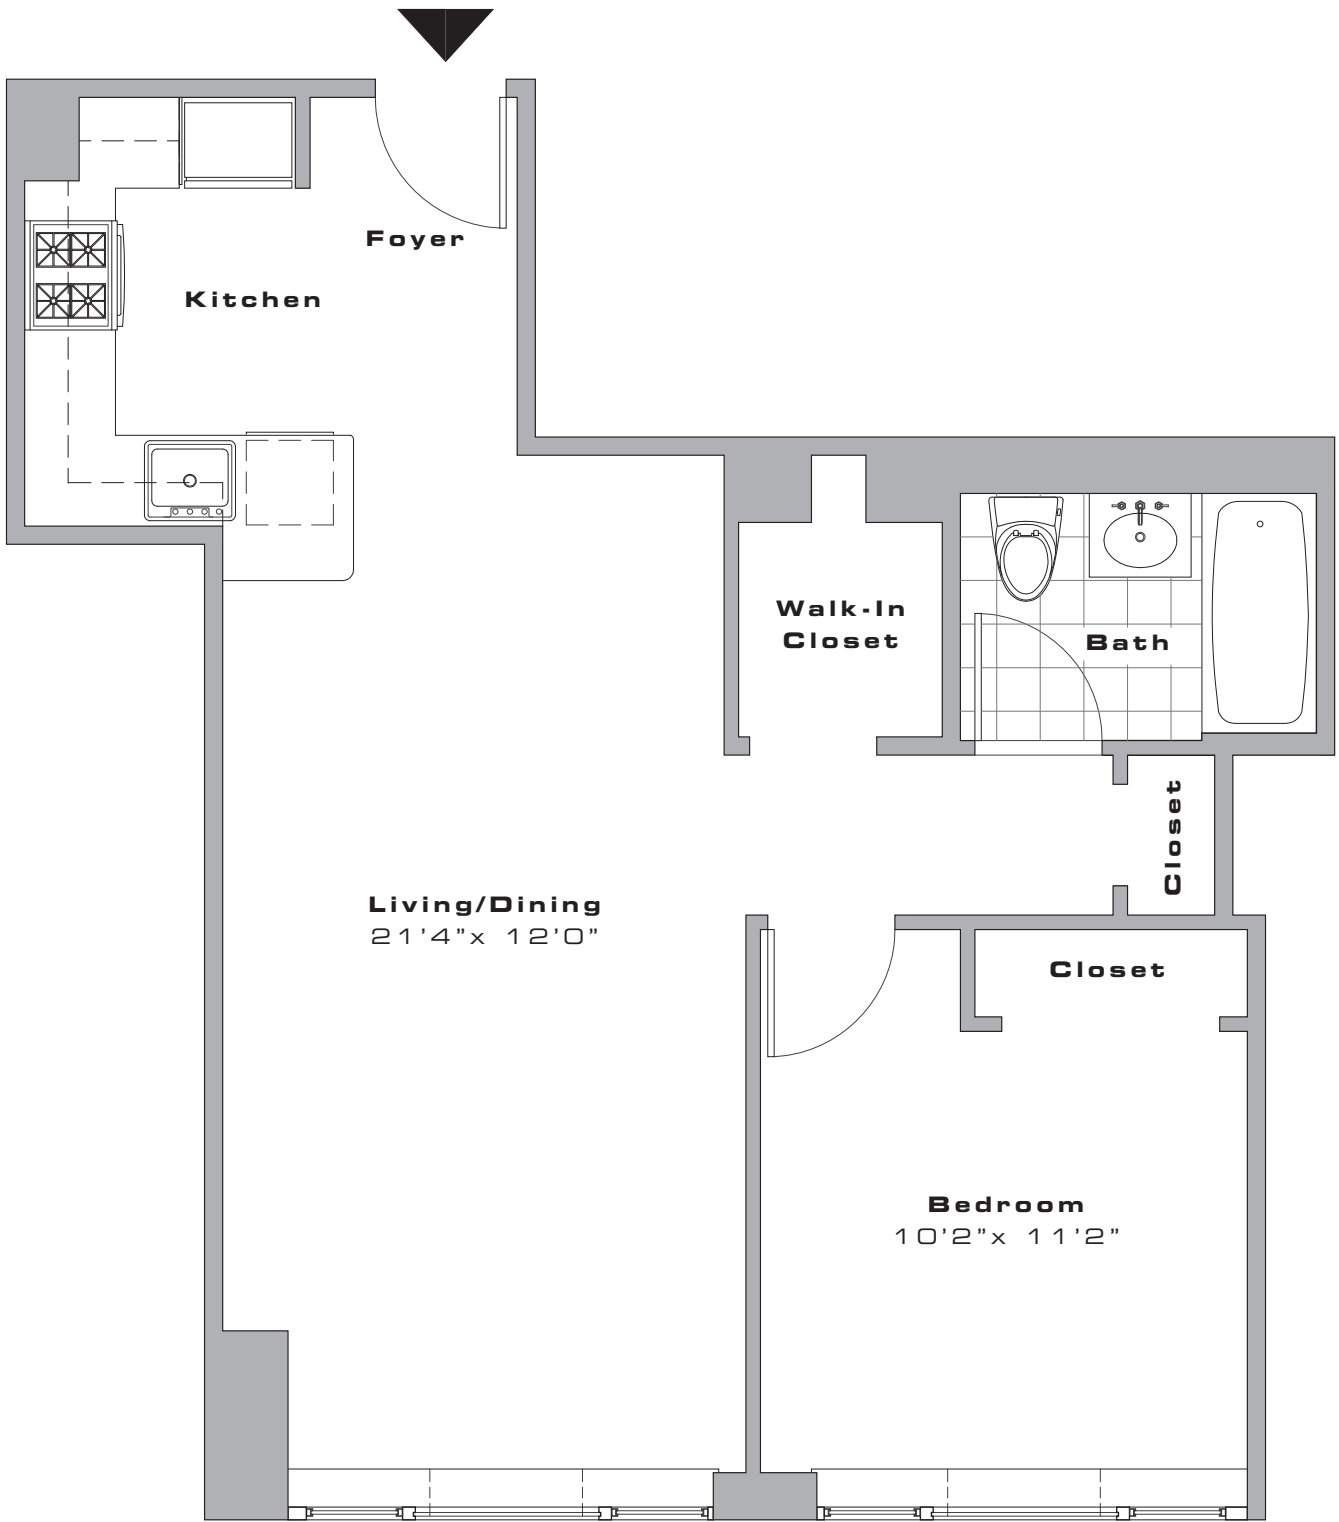 Foyer
Kitchen
Walk-In
Closet
Bath
Closet
Living/Dining
21'4"x 12'0"
Closet
Bedroom
10'2"x 11'2"